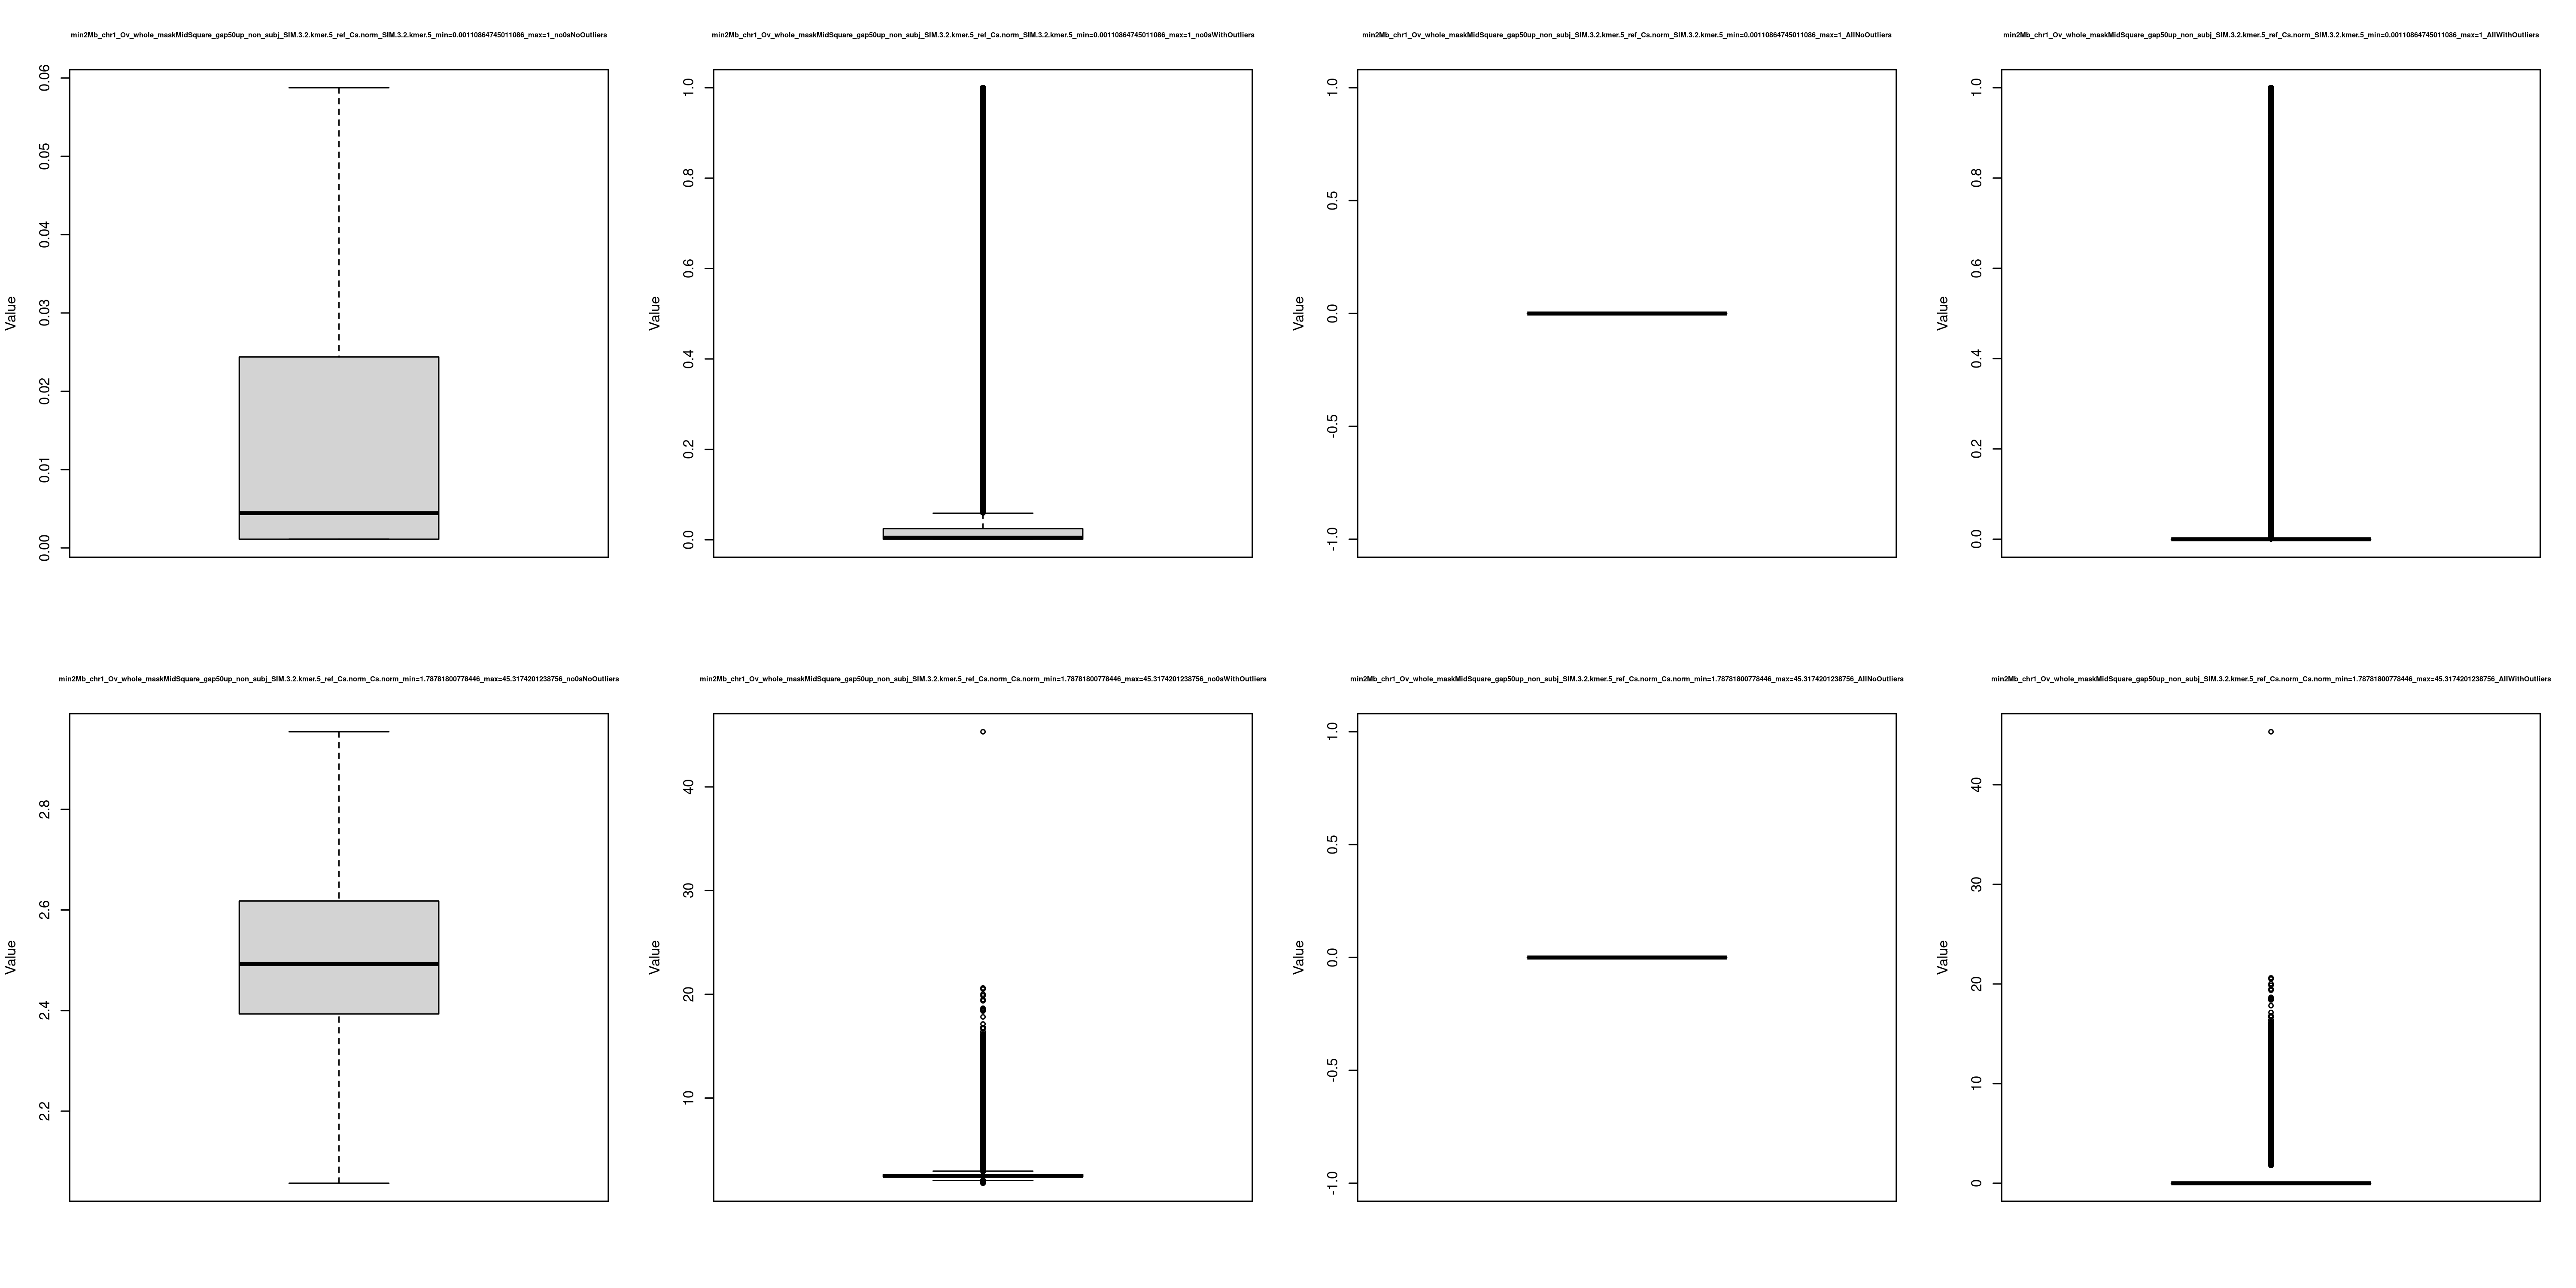 min2Mb_chr1_Ov_whole_maskMidSquare_gap50up_non_subj_SIM.3.2.kmer.5_ref_Cs.norm_SIM.3.2.kmer.5_min=0.00110864745011086_max=1_no0sNoOutliers
Value
0.06
0.05
0.04
0.03
0.02
0.01
0.00
min2Mb_chr1_Ov_whole_maskMidSquare_gap50up_non_subj_SIM.3.2.kmer.5_ref_Cs.norm_SIM.3.2.kmer.5_min=0.00110864745011086_max=1_no0sWithOutliers
Value
1.0
0.8
0.6
0.4
0.2
0.0
min2Mb_chr1_Ov_whole_maskMidSquare_gap50up_non_subj_SIM.3.2.kmer.5_ref_Cs.norm_SIM.3.2.kmer.5_min=0.00110864745011086_max=1_AllNoOutliers
Value
1.0
0.5
0.0
-0.5
-1.0
min2Mb_chr1_Ov_whole_maskMidSquare_gap50up_non_subj_SIM.3.2.kmer.5_ref_Cs.norm_SIM.3.2.kmer.5_min=0.00110864745011086_max=1_AllWithOutliers
Value
1.0
0.8
0.6
0.4
0.2
0.0
min2Mb_chr1_Ov_whole_maskMidSquare_gap50up_non_subj_SIM.3.2.kmer.5_ref_Cs.norm_Cs.norm_min=1.78781800778446_max=45.3174201238756_no0sNoOutliers
Value
2.8
2.6
2.4
2.2
min2Mb_chr1_Ov_whole_maskMidSquare_gap50up_non_subj_SIM.3.2.kmer.5_ref_Cs.norm_Cs.norm_min=1.78781800778446_max=45.3174201238756_no0sWithOutliers
Value
40
30
20
10
min2Mb_chr1_Ov_whole_maskMidSquare_gap50up_non_subj_SIM.3.2.kmer.5_ref_Cs.norm_Cs.norm_min=1.78781800778446_max=45.3174201238756_AllNoOutliers
Value
1.0
0.5
0.0
-0.5
-1.0
min2Mb_chr1_Ov_whole_maskMidSquare_gap50up_non_subj_SIM.3.2.kmer.5_ref_Cs.norm_Cs.norm_min=1.78781800778446_max=45.3174201238756_AllWithOutliers
Value
40
30
20
10
0